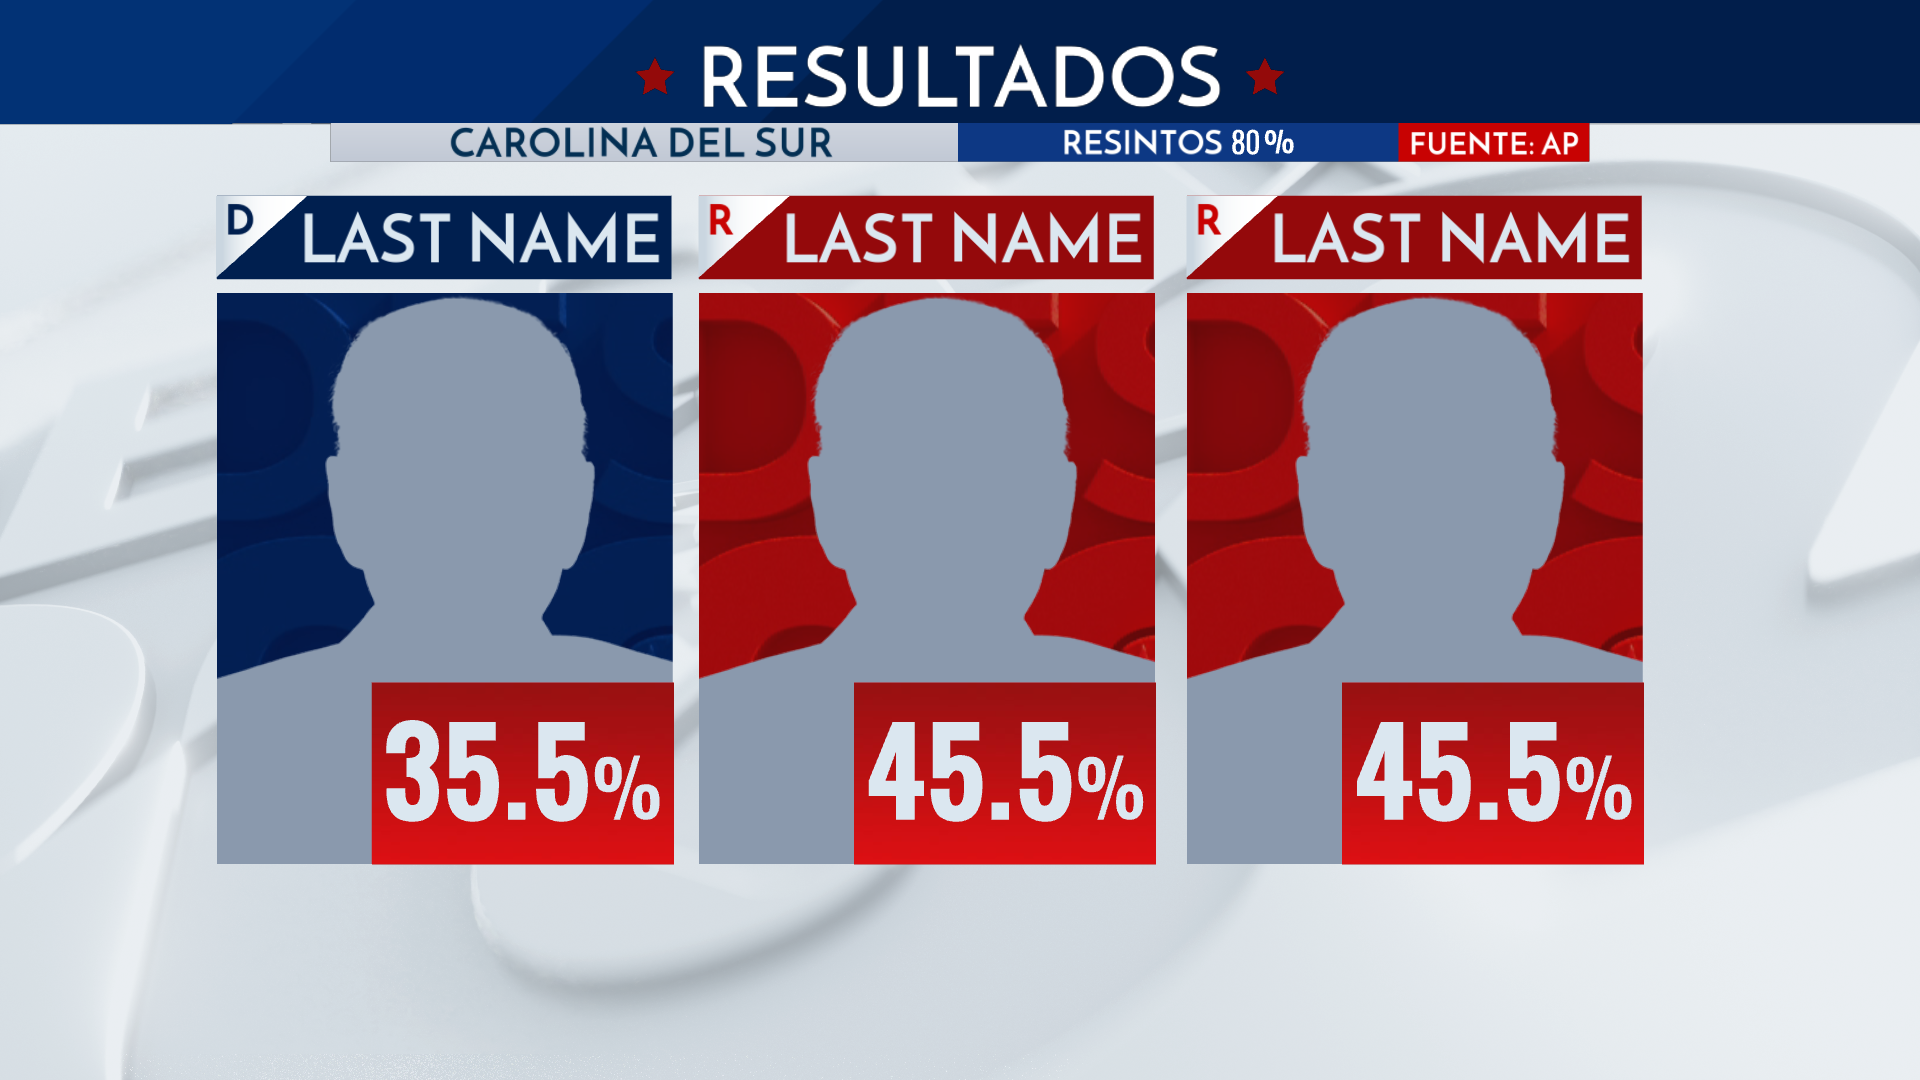 RESULTADOS
CAROLINA DEL SUR RESINTOS 80% FUENTE: AP
D LAST NAME R LAST NAME R LAST NAME
35.5% 45.5% 45.5%